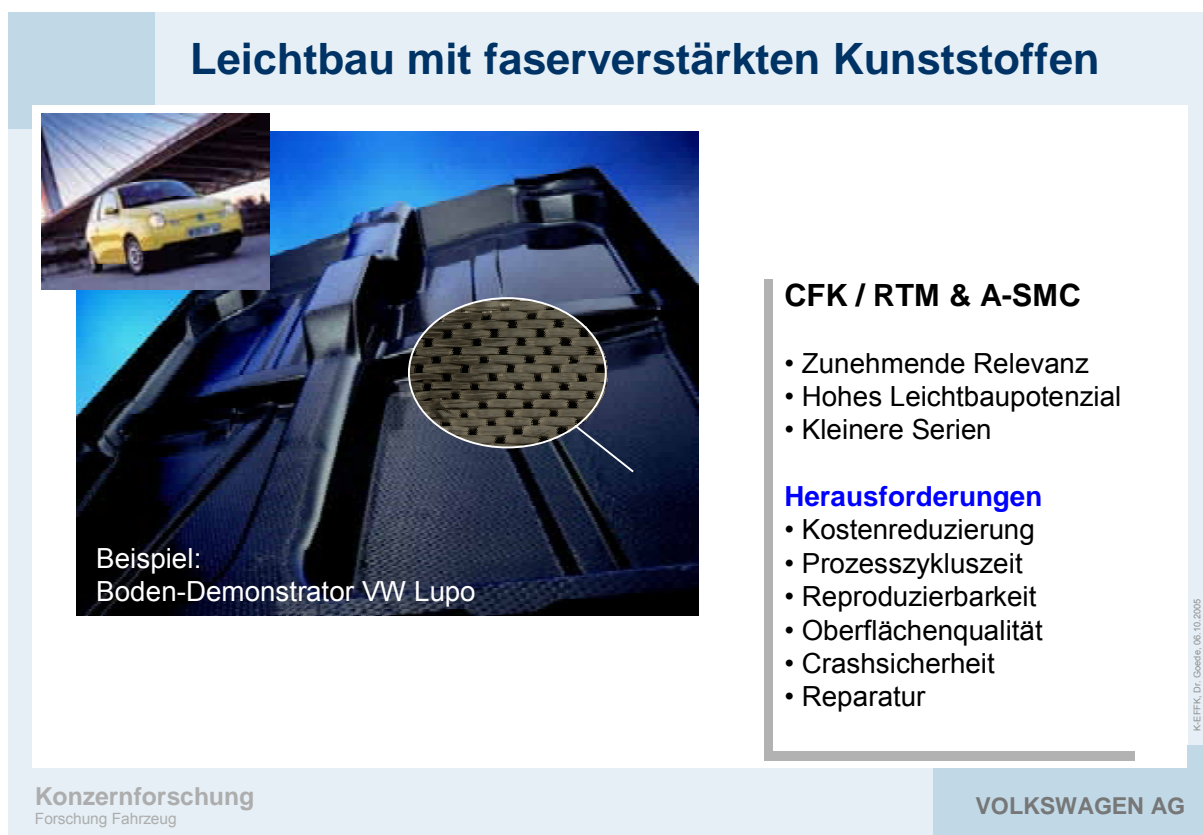 Leichtbau mit faserverstärkten Kunststoffen
Beispiel:
Boden-Demonstrator VW Lupo
CFK / RTM & A-SMC
• Zunehmende Relevanz
• Hohes Leichtbaupotenzial
• Kleinere Serien
Herausforderungen
• Kostenreduzierung
• Prozesszykluszeit
• Reproduzierbarkeit
• Oberflächenqualität
• Crashsicherheit
• Reparatur
K-EFFK, Dr. Goede, 06.10.2005
Konzernforschung
Forschung Fahrzeug
VOLKSWAGEN AG